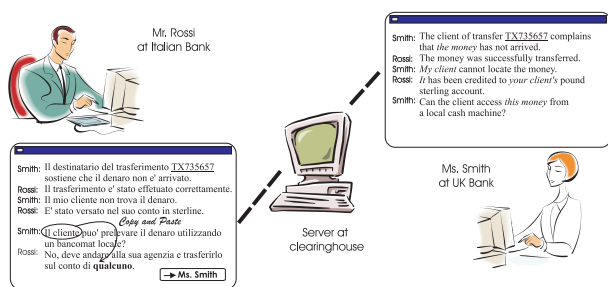 Mr. Rossi
at Italian Bank
Smith: The client of transfer TX735657 complains
that the money has not arrived.
Rossi: The money was successfully transferred.
Smith: My client cannot locate the money.
Rossi: It has been credited to your client's pound
sterling account.
Smith: Can the client access this money from
a local cash machine?
Smith: Il destinatario del trasferimento TX735657
sostiene che il denaro non e' arrivato.
Rossi: Il trasferimento e' stato effetuato correttamente.
Smith: Il mio cliente non trova il denaro.
Rossi: E' stato versato nel suo conto in sterline.
Copy and Paste
Smith: Il cliente puo' prelevare il denaro utilizzando
un bancomat locale?
Rossi: No, deve andare alla sua agenzia e trasferirlo
sul conto di qualcuno.
→ Ms. Smith
Server at
clearinghouse
Ms. Smith
at UK Bank